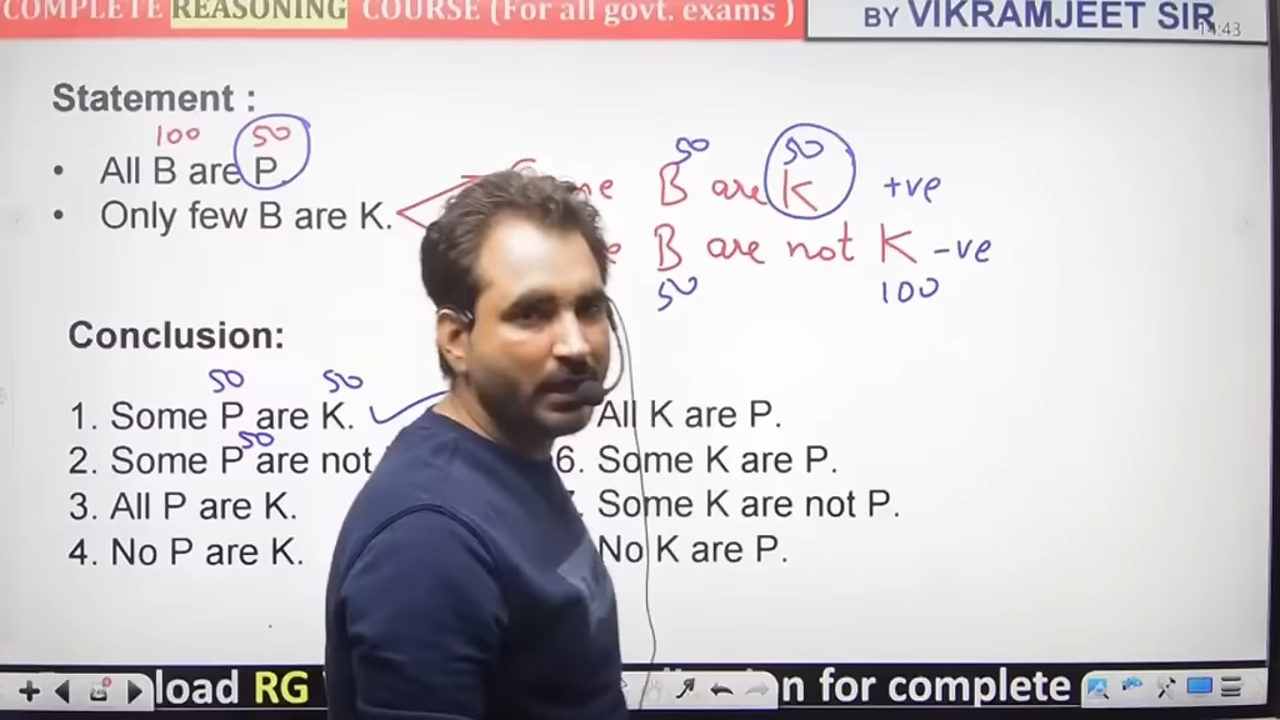 COMPLETE REASONING COURSE (For all govt. exams )
BY VIKRAMJEET SIR
14:43
Statement :
100 50
• All B are P.
• Only few B are K.
50 50
B are K +ve
B are not K -ve
50 100
Conclusion:
50 50
1. Some P are K.
50
2. Some P are not
3. All P are K.
4. No P are K.
All K are P.
6. Some K are P.
Some K are not P.
No K are P.
load RG
n for complete